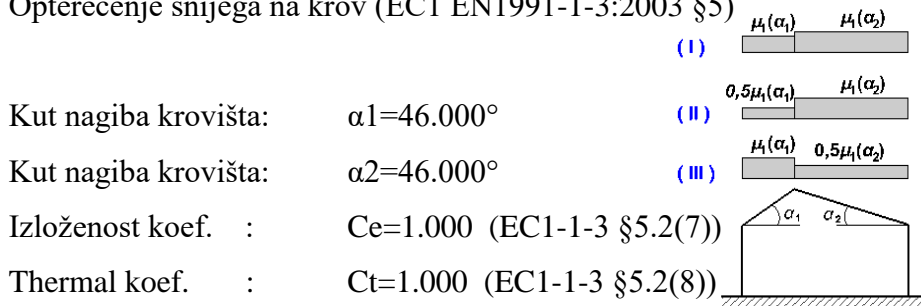 Opterećenje snijega na krov (EC1 EN1991-1-3:2003 §5)
μ₁(α₁) μ₁(α₂)
( I )
Kut nagiba krovišta: α1=46.000°
0,5μ₁(α₁) μ₁(α₂)
( II )
Kut nagiba krovišta: α2=46.000°
μ₁(α₁) 0,5μ₁(α₂)
( III )
Izloženost koef. : Ce=1.000 (EC1-1-3 §5.2(7))
α₁ α₂
Thermal koef. : Ct=1.000 (EC1-1-3 §5.2(8))